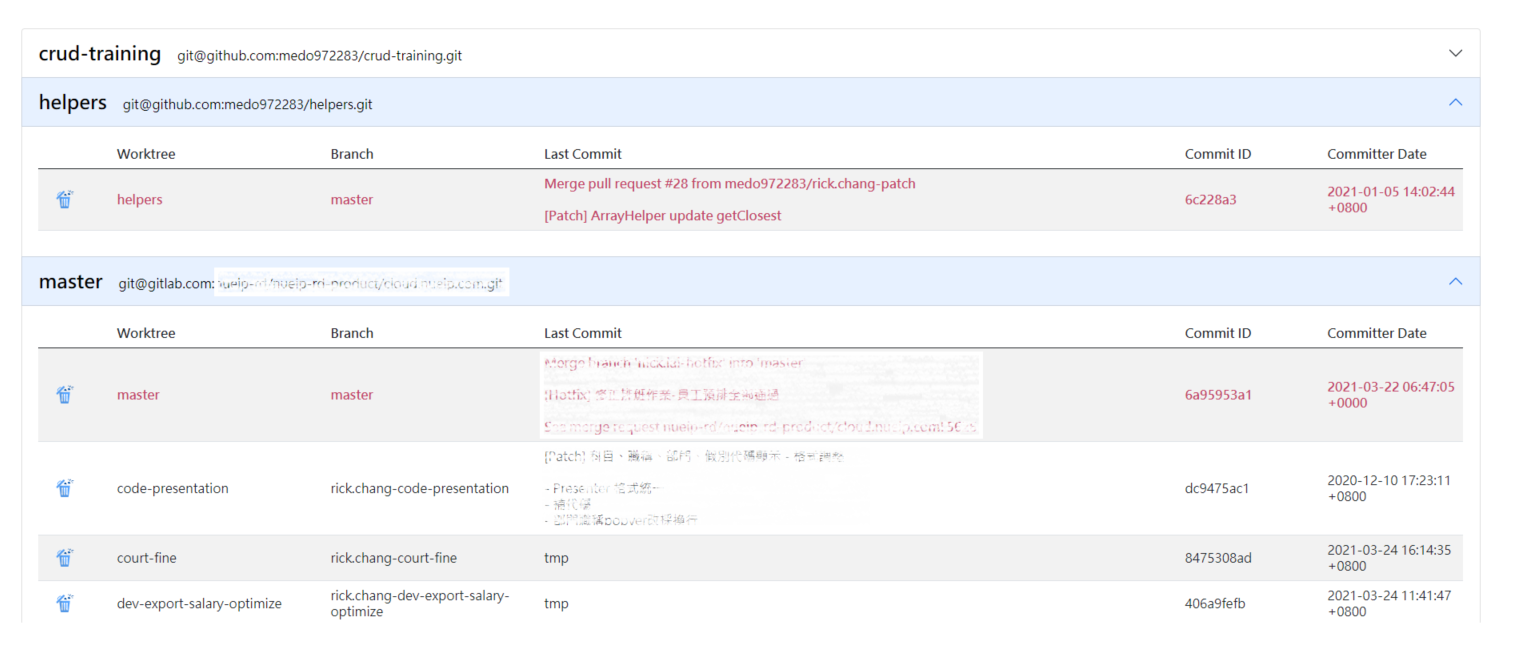 crud-training git@github.com:medo972283/crud-training.git
helpers git@github.com:medo972283/helpers.git
Worktree Branch Last Commit Commit ID Committer Date
helpers master Merge pull request #28 from medo972283/rick.chang-patch 6c228a3 2021-01-05 14:02:44 +0800
[Patch] ArrayHelper update getClosest
master git@gitlab.com:
Worktree Branch Last Commit Commit ID Committer Date
master master 6a95953a1 2021-03-22 06:47:05 +0000
code-presentation rick.chang-code-presentation dc9475ac1 2020-12-10 17:23:11 +0800
court-fine rick.chang-court-fine tmp 8475308ad 2021-03-24 16:14:35 +0800
dev-export-salary-optimize rick.chang-dev-export-salary-optimize tmp 406a9fefb 2021-03-24 11:41:47 +0800